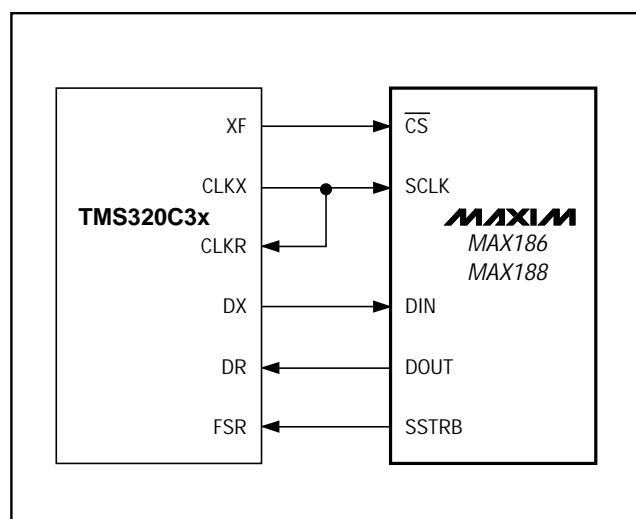 XF
CS
CLKX
SCLK
TMS320C3x
MAXIM
CLKR
MAX186
MAX188
DX
DIN
DR
DOUT
FSR
SSTRB